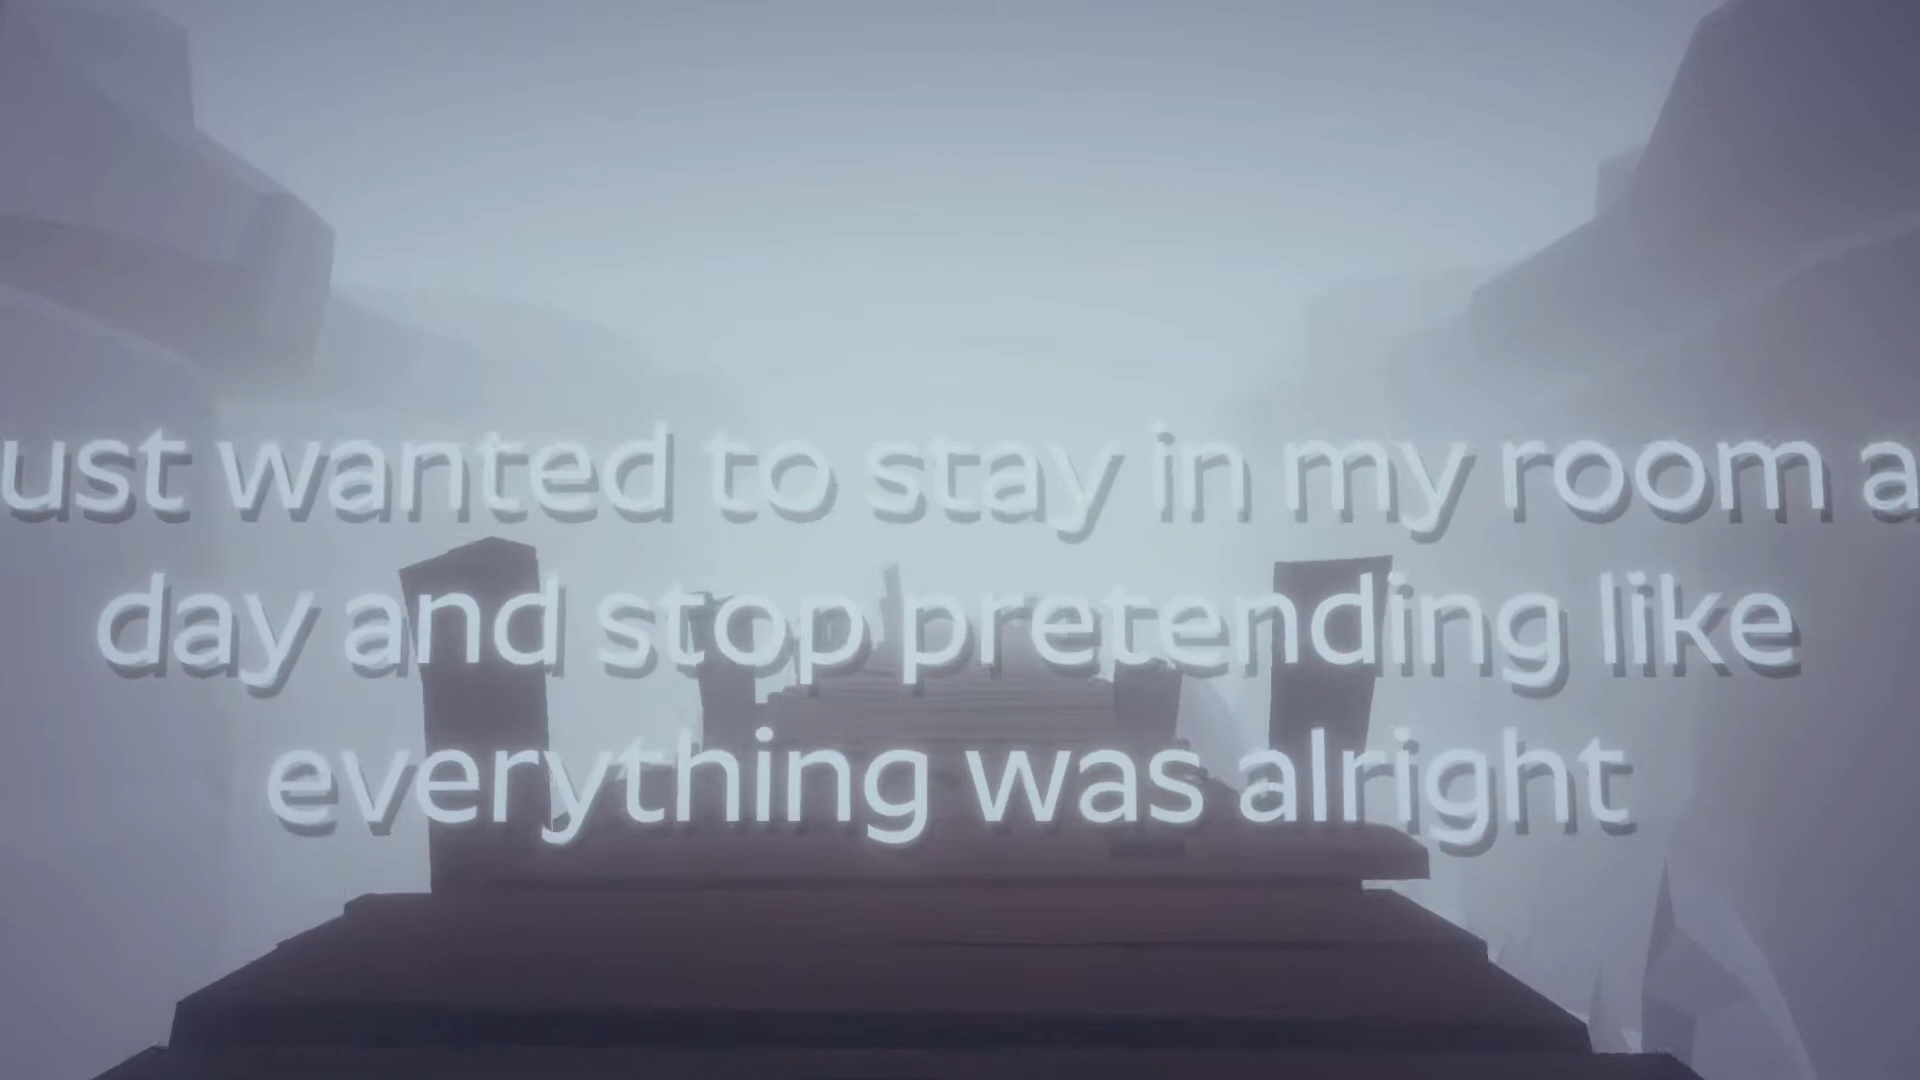 ust wanted to stay in my room a
day and stop pretending like
everything was alright